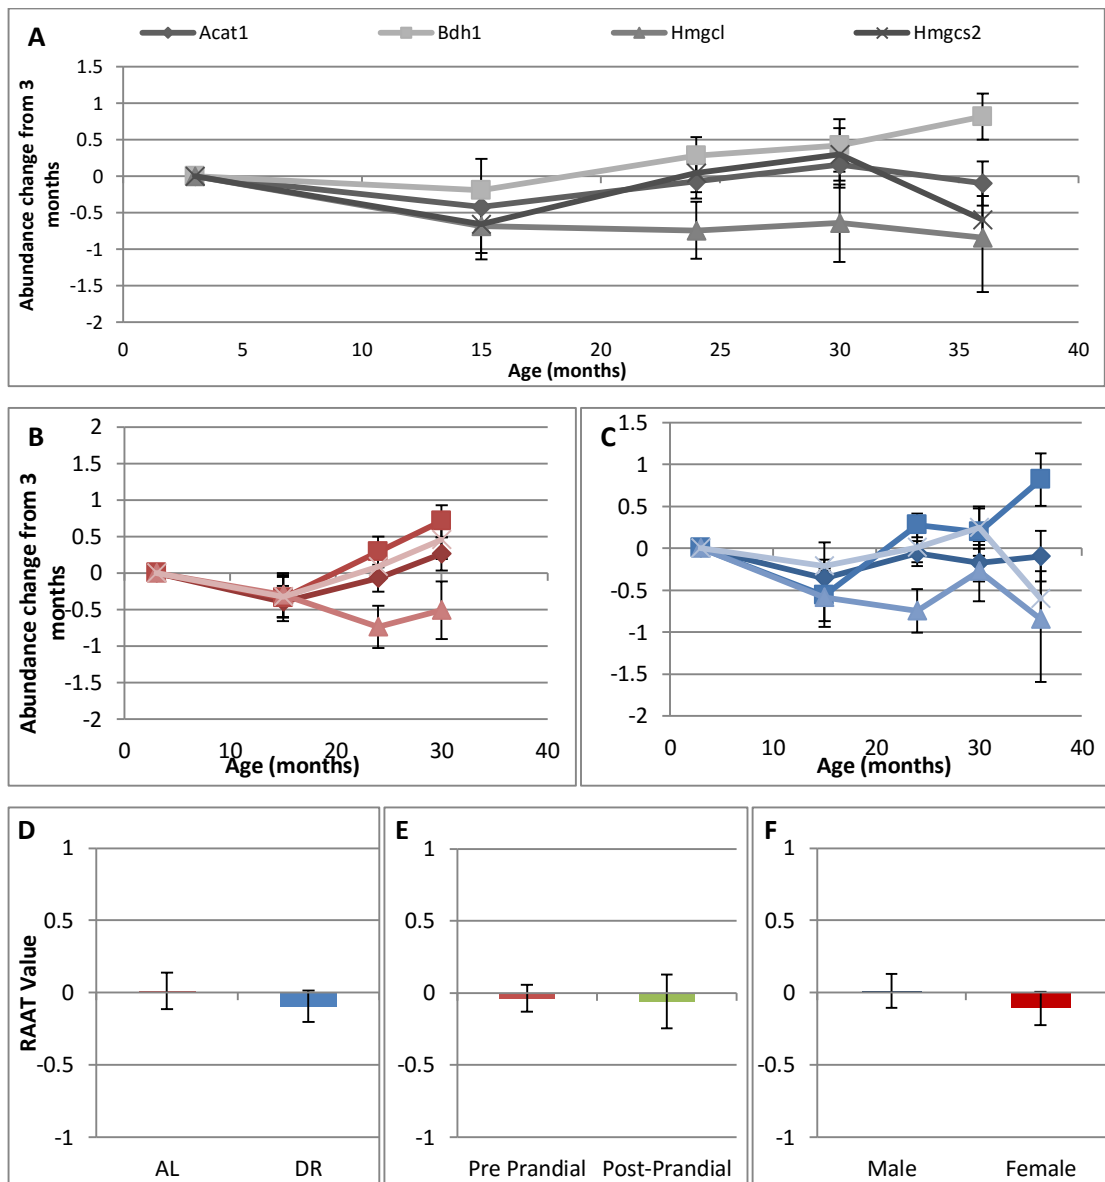 A
Acat1 Bdh1 Hmgcl Hmgcs2
Abundance change from 3
months
1.5
1
0.5
0
-0.5
-1
-1.5
-2
0 5 10 15 20 25 30 35 40
Age (months)
B
Abundance change from 3
months
2
1.5
1
0.5
0
-0.5
-1
-1.5
-2
0 10 20 30 40
Age (months)
C
1.5
1
0.5
0
-0.5
-1
-1.5
-2
0 10 20 30 40
Age (months)
D
RAAT Value
1
0.5
0
-0.5
-1
AL DR
E
1
0.5
0
-0.5
-1
Pre Prandial Post-Prandial
F
1
0.5
0
-0.5
-1
Male Female